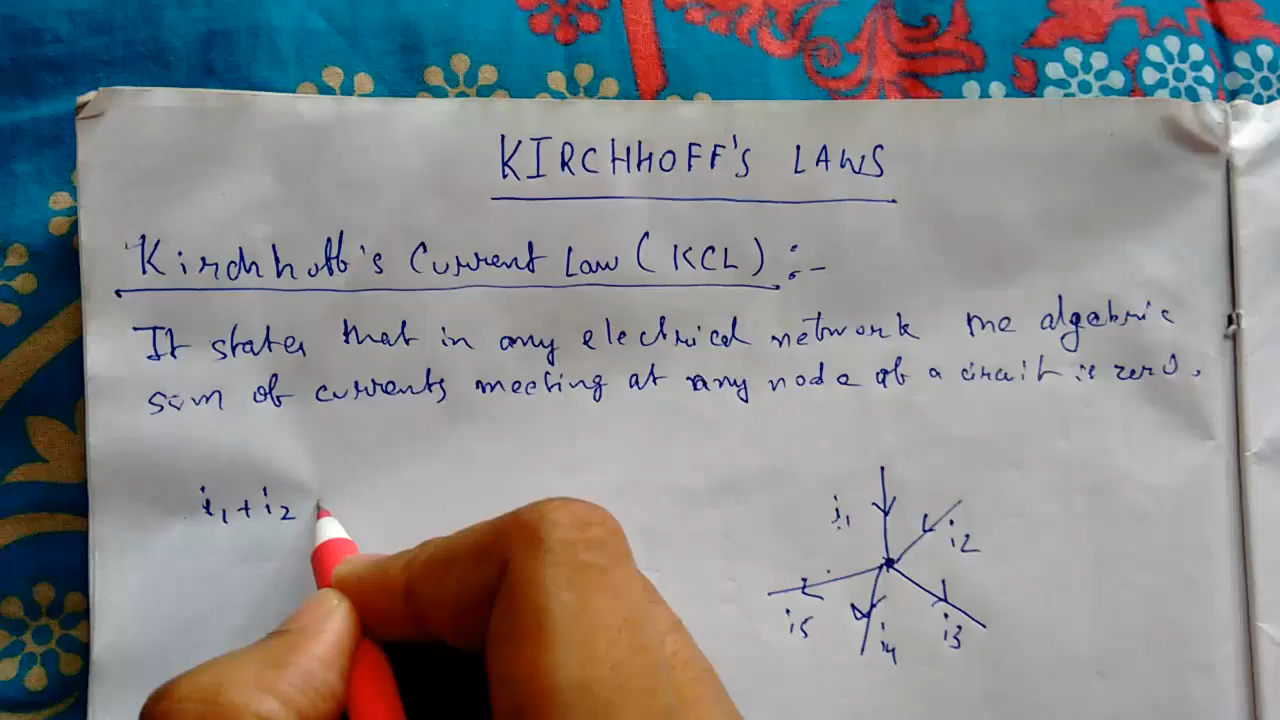 KIRCHHOFF'S LAWS
Kirchhoff's Current Law (KCL) :-
It states that in any electrical network the algebric
sum of currents meeting at any node of a circuit is zero.
i1 + i2
i1
i2
i5
i4
i3